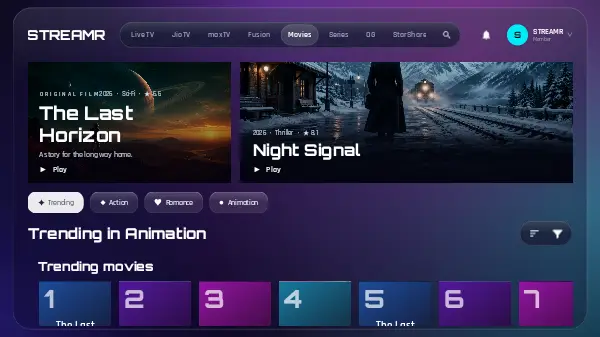 STREAMR
LiveTV
JioTV
maxTV
Fusion
Movies
Series
OG
StarShare
S
STREAMR
Member
ORIGINAL FILM 2026 · Sci-fi · ★ 8.6
The Last
Horizon
A story for the long way home.
▶ Play
2026 · Thriller · ★ 8.1
Night Signal
▶ Play
Trending
Action
Romance
Animation
Trending in Animation
Trending movies
1
The Last
2
3
4
5
The Last
6
7